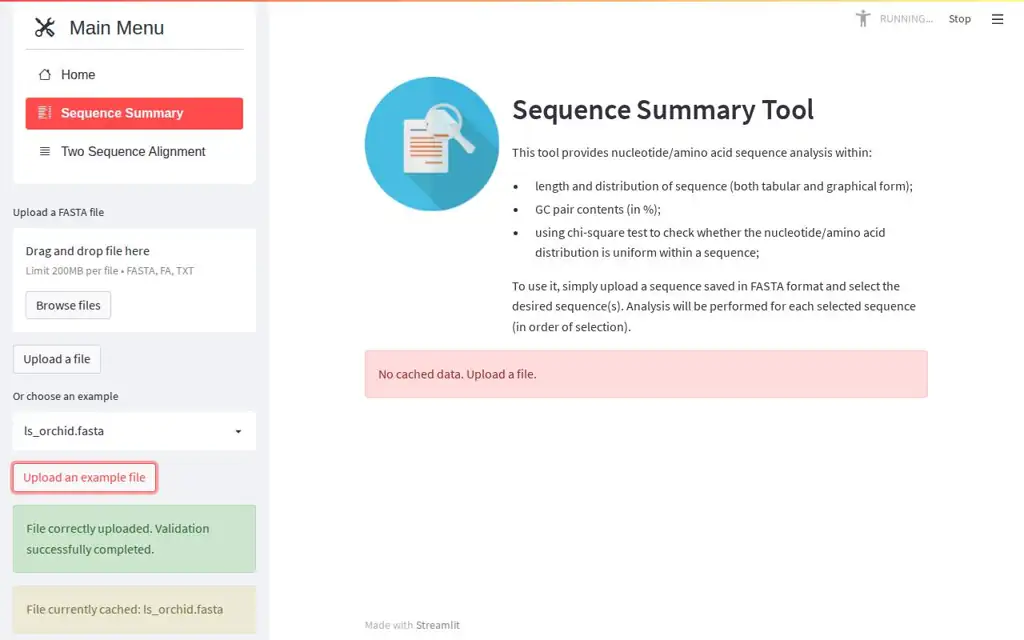 Main Menu
Home
Sequence Summary
Two Sequence Alignment
Upload a FASTA file
Drag and drop file here
Limit 200MB per file • FASTA, FA, TXT
Browse files
Upload a file
Or choose an example
ls_orchid.fasta
Upload an example file
File correctly uploaded. Validation
successfully completed.
File currently cached: ls_orchid.fasta
RUNNING...
Stop
Sequence Summary Tool
This tool provides nucleotide/amino acid sequence analysis within:
• length and distribution of sequence (both tabular and graphical form);
• GC pair contents (in %);
• using chi-square test to check whether the nucleotide/amino acid
distribution is uniform within a sequence;
To use it, simply upload a sequence saved in FASTA format and select the
desired sequence(s). Analysis will be performed for each selected sequence
(in order of selection).
No cached data. Upload a file.
Made with Streamlit